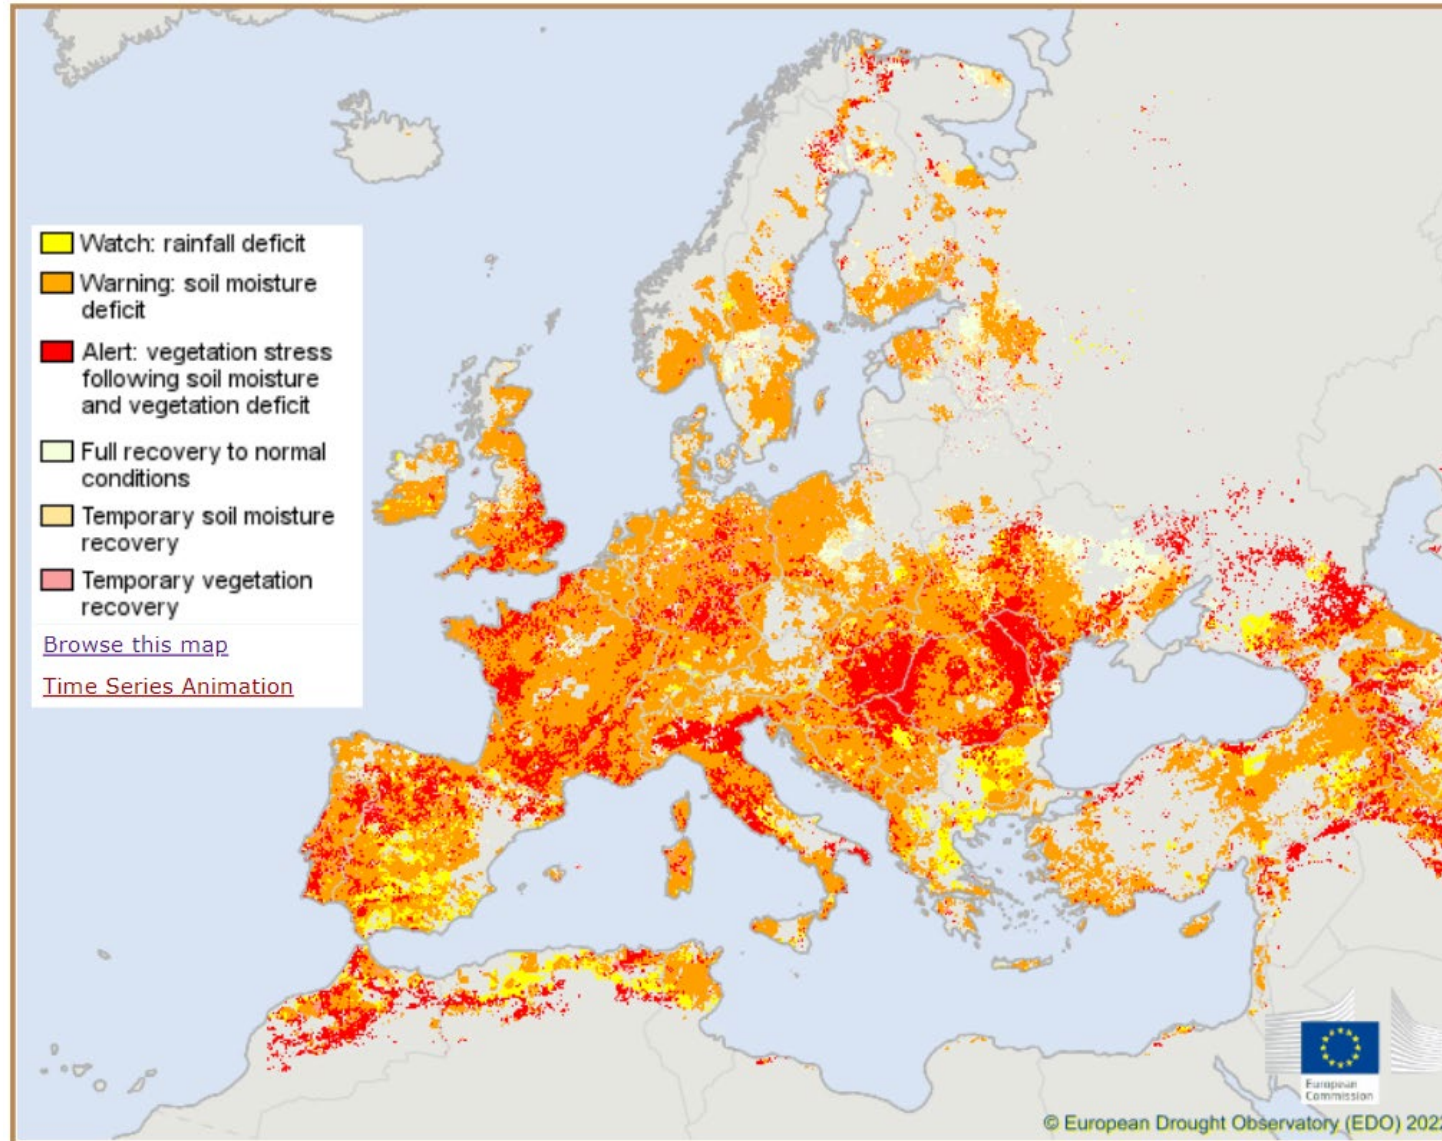 Watch: rainfall deficit
Warning: soil moisture
deficit
Alert: vegetation stress
following soil moisture
and vegetation deficit
Full recovery to normal
conditions
Temporary soil moisture
recovery
Temporary vegetation
recovery
Browse this map
Time Series Animation
European
Commission
© European Drought Observatory (EDO) 2022